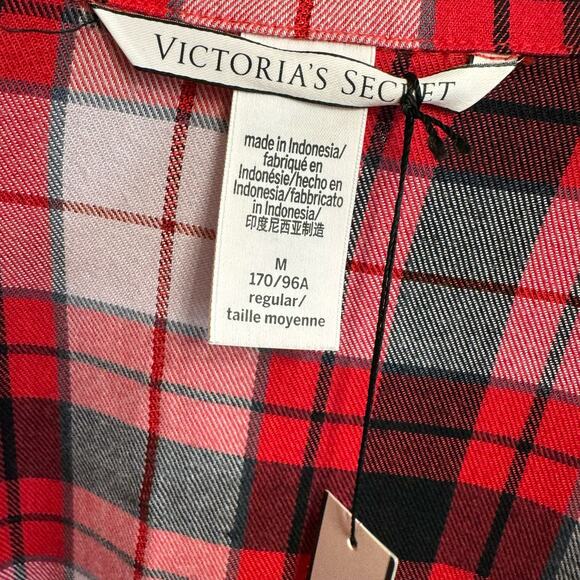 VICTORIA'S SECRET
made in Indonesia/
fabriqué en
Indonésie/hecho en
Indonesia/fabbricato
in Indonesia/
印度尼西亚制造
M
170/96A
regular/
taille moyenne